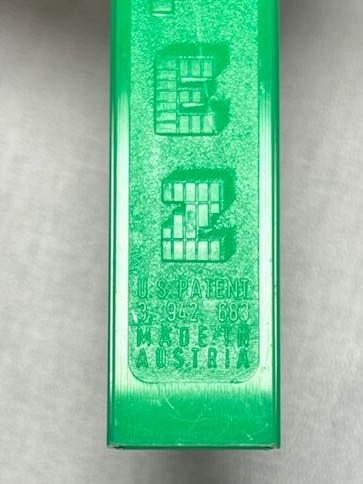 E
Z
U.S. PATENT
3 942 683
MADE IN
AUSTRIA